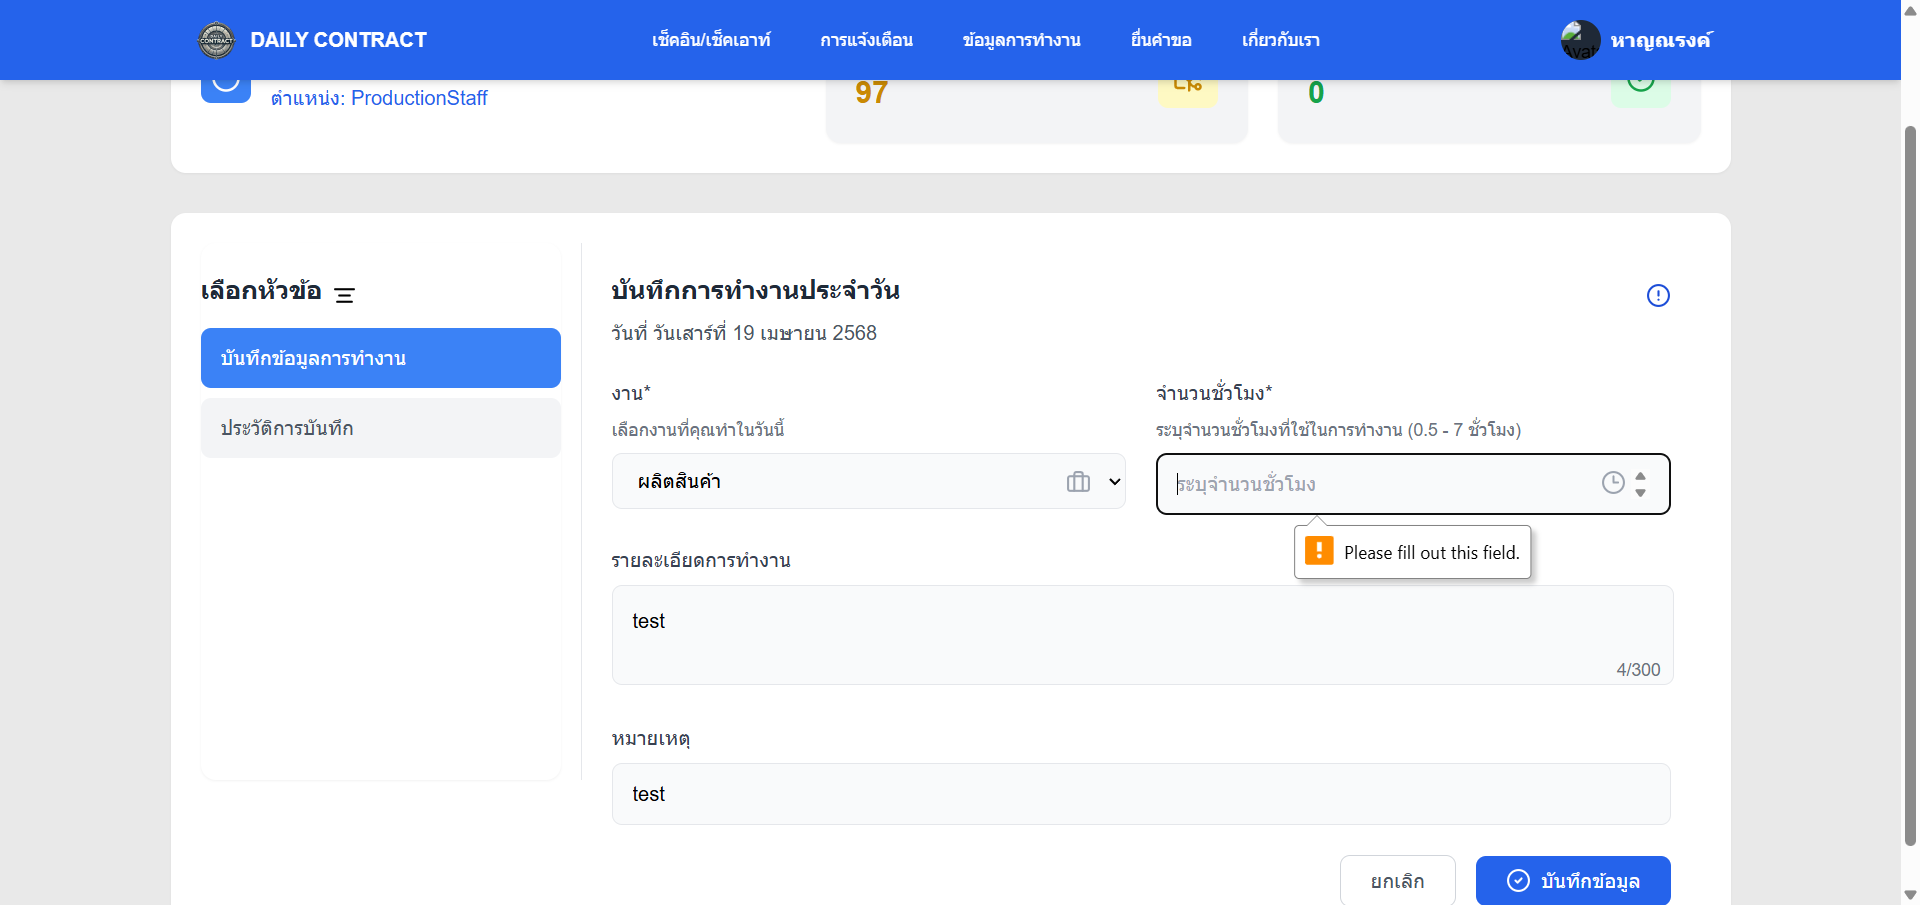 DAILY CONTRACT
เช็คอิน/เช็คเอาท์
การแจ้งเตือน
ข้อมูลการทำงาน
ยื่นคำขอ
เกี่ยวกับเรา
หาญณรงค์
ตำแหน่ง: ProductionStaff
97
0
เลือกหัวข้อ
บันทึกข้อมูลการทำงาน
ประวัติการบันทึก
บันทึกการทำงานประจำวัน
วันที่ วันเสาร์ที่ 19 เมษายน 2568
งาน*
เลือกงานที่คุณทำในวันนี้
ผลิตสินค้า
จำนวนชั่วโมง*
ระบุจำนวนชั่วโมงที่ใช้ในการทำงาน (0.5 - 7 ชั่วโมง)
ระบุจำนวนชั่วโมง
Please fill out this field.
รายละเอียดการทำงาน
test
4/300
หมายเหตุ
test
ยกเลิก
บันทึกข้อมูล